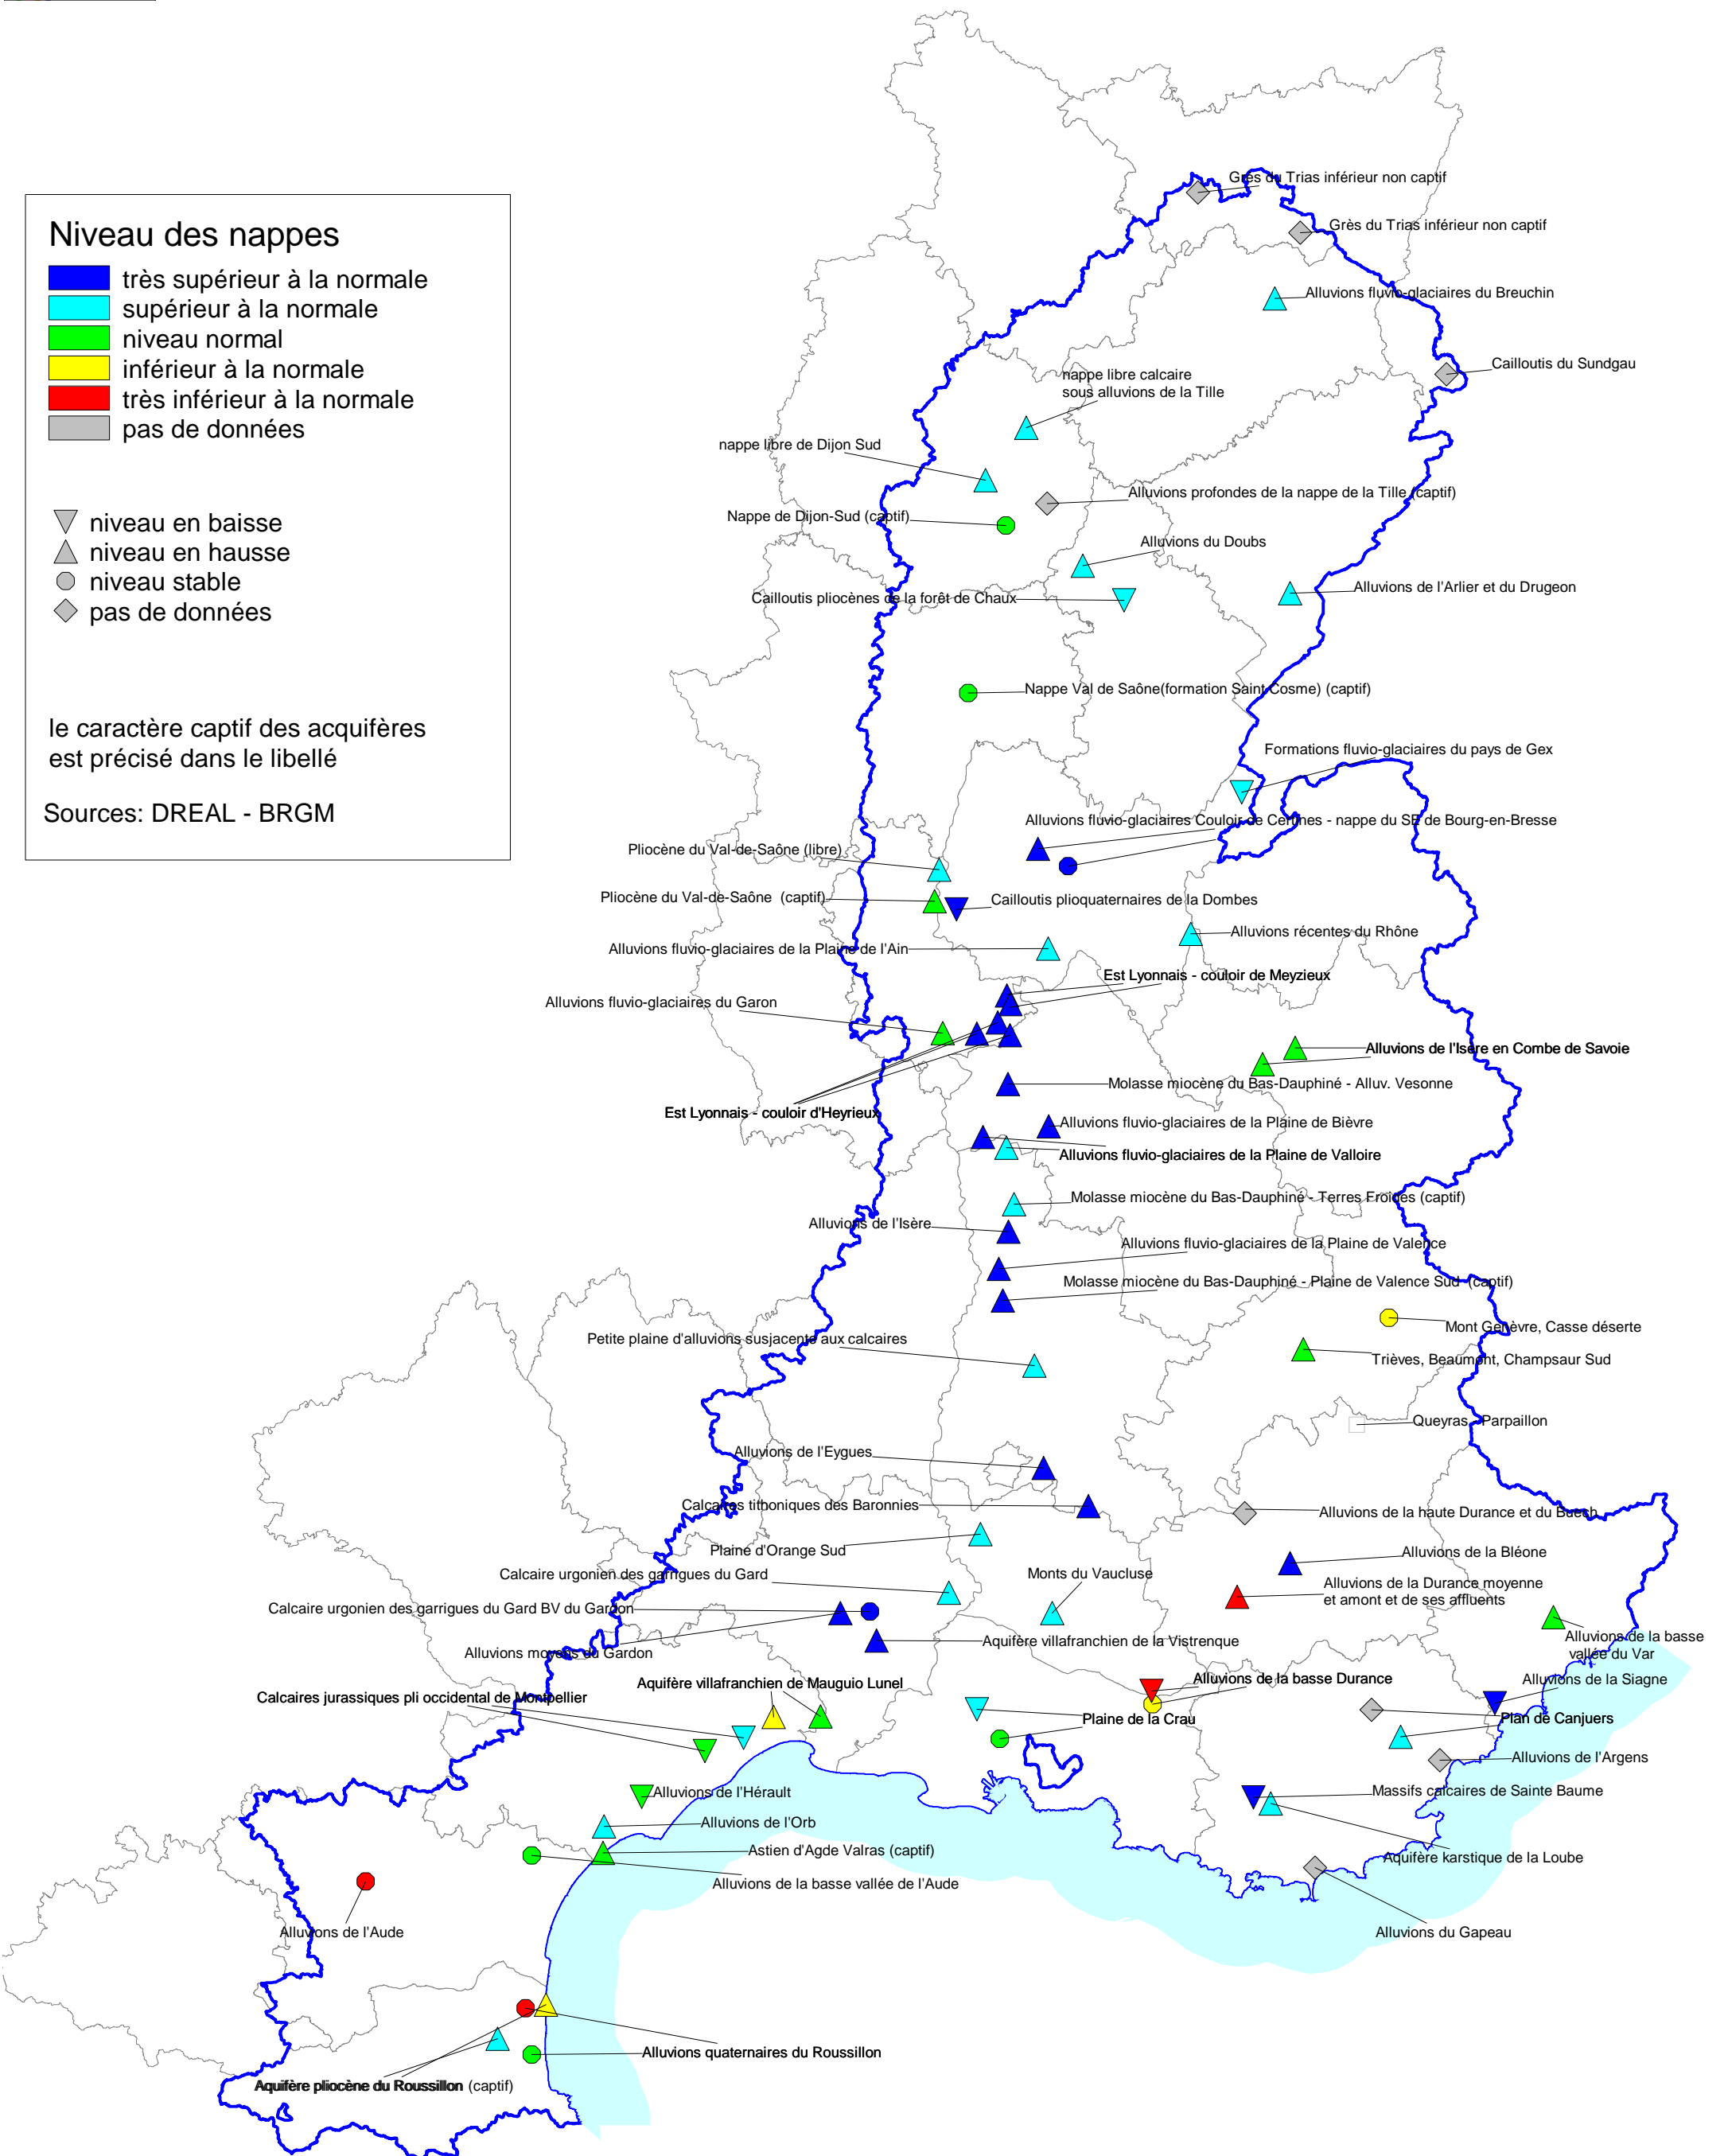 Niveau des nappes
très supérieur à la normale
supérieur à la normale
niveau normal
inférieur à la normale
très inférieur à la normale
pas de données
niveau en baisse
niveau en hausse
niveau stable
pas de données
le caractère captif des acquifères
est précisé dans le libellé
Sources: DREAL - BRGM
Grès du Trias inférieur non captif
Grès du Trias inférieur non captif
Alluvions fluvio-glaciaires du Breuchin
Cailloutis du Sundgau
nappe libre calcaire
sous alluvions de la Tille
nappe libre de Dijon Sud
Alluvions profondes de la nappe de la Tille (captif)
Nappe de Dijon-Sud (captif)
Alluvions du Doubs
Alluvions de l'Arlier et du Drugeon
Cailloutis pliocènes de la forêt de Chaux
Nappe Val de Saône(formation Saint Cosme) (captif)
Formations fluvio-glaciaires du pays de Gex
Alluvions fluvio-glaciaires Couloir de Certines - nappe du SE de Bourg-en-Bresse
Pliocène du Val-de-Saône (libre)
Pliocène du Val-de-Saône (captif)
Cailloutis plioquaternaires de la Dombes
Alluvions récentes du Rhône
Alluvions fluvio-glaciaires de la Plaine de l'Ain
Est Lyonnais - couloir de Meyzieux
Alluvions fluvio-glaciaires du Garon
Alluvions de l'Isère en Combe de Savoie
Molasse miocène du Bas-Dauphiné - Alluv. Vesonne
Est Lyonnais - couloir d'Heyrieux
Alluvions fluvio-glaciaires de la Plaine de Bièvre
Alluvions fluvio-glaciaires de la Plaine de Valloire
Molasse miocène du Bas-Dauphiné - Terres Froides (captif)
Alluvions de l'Isère
Alluvions fluvio-glaciaires de la Plaine de Valence
Molasse miocène du Bas-Dauphiné - Plaine de Valence Sud (captif)
Mont Genèvre, Casse déserte
Petite plaine d'alluvions susjacente aux calcaires
Trièves, Beaumont, Champsaur Sud
Queyras - Parpaillon
Alluvions de l'Eygues
Calcaires tithoniques des Baronnies
Alluvions de la haute Durance et du Buech
Plaine d'Orange Sud
Alluvions de la Bléone
Calcaire urgonien des garrigues du Gard
Monts du Vaucluse
Alluvions de la Durance moyenne
et amont et de ses affluents
Calcaire urgonien des garrigues du Gard BV du Gardon
Alluvions de la basse
vallée du Var
Aquifère villafranchien de la Vistrenque
Alluvions moyens du Gardon
Alluvions de la basse Durance
Alluvions de la Siagne
Aquifère villafranchien de Mauguio Lunel
Calcaires jurassiques pli occidental de Montpellier
Plaine de la Crau
Plan de Canjuers
Alluvions de l'Argens
Alluvions de l'Hérault
Massifs calcaires de Sainte Baume
Alluvions de l'Orb
Astien d'Agde Valras (captif)
Aquifère karstique de la Loube
Alluvions de la basse vallée de l'Aude
Alluvions de l'Aude
Alluvions du Gapeau
Alluvions quaternaires du Roussillon
Aquifère pliocène du Roussillon (captif)